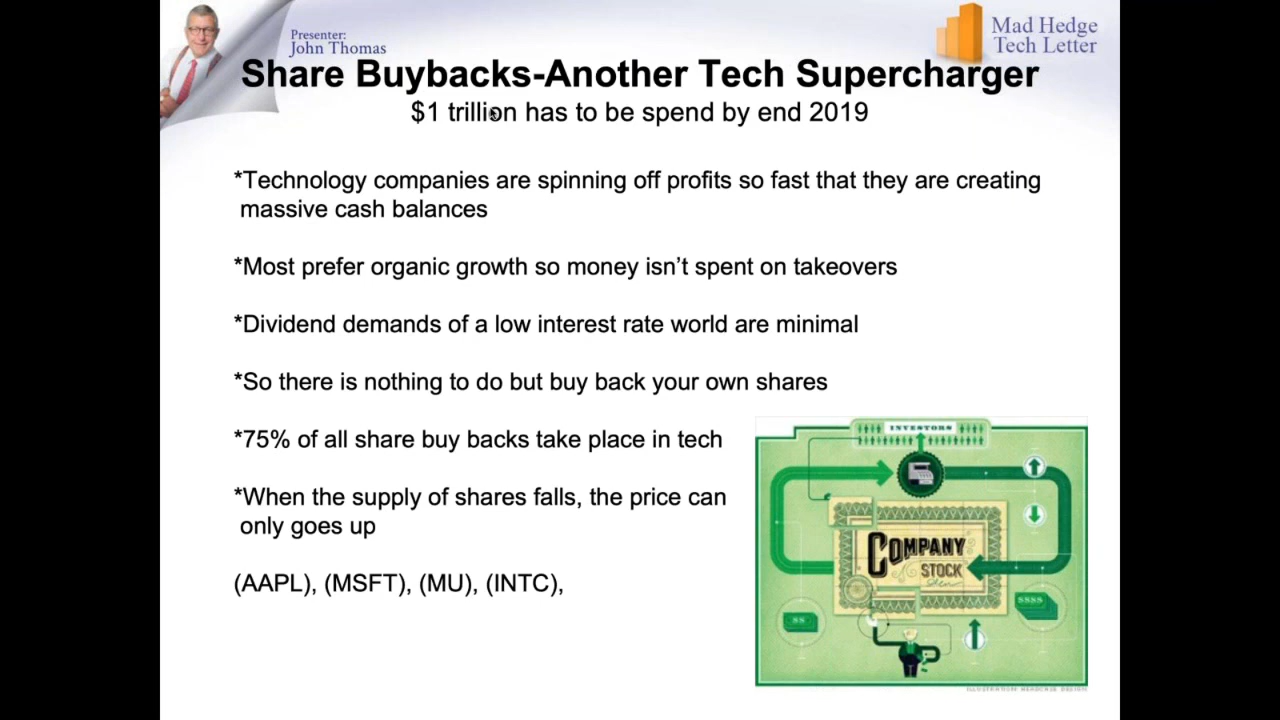 Presenter:
John Thomas
Mad Hedge
Tech Letter
Share Buybacks-Another Tech Supercharger
$1 trillion has to be spend by end 2019
*Technology companies are spinning off profits so fast that they are creating
massive cash balances
*Most prefer organic growth so money isn’t spent on takeovers
*Dividend demands of a low interest rate world are minimal
*So there is nothing to do but buy back your own shares
*75% of all share buy backs take place in tech
*When the supply of shares falls, the price can
only goes up
(AAPL), (MSFT), (MU), (INTC),
INVESTORS
COMPANY
STOCK
$$$$
$$